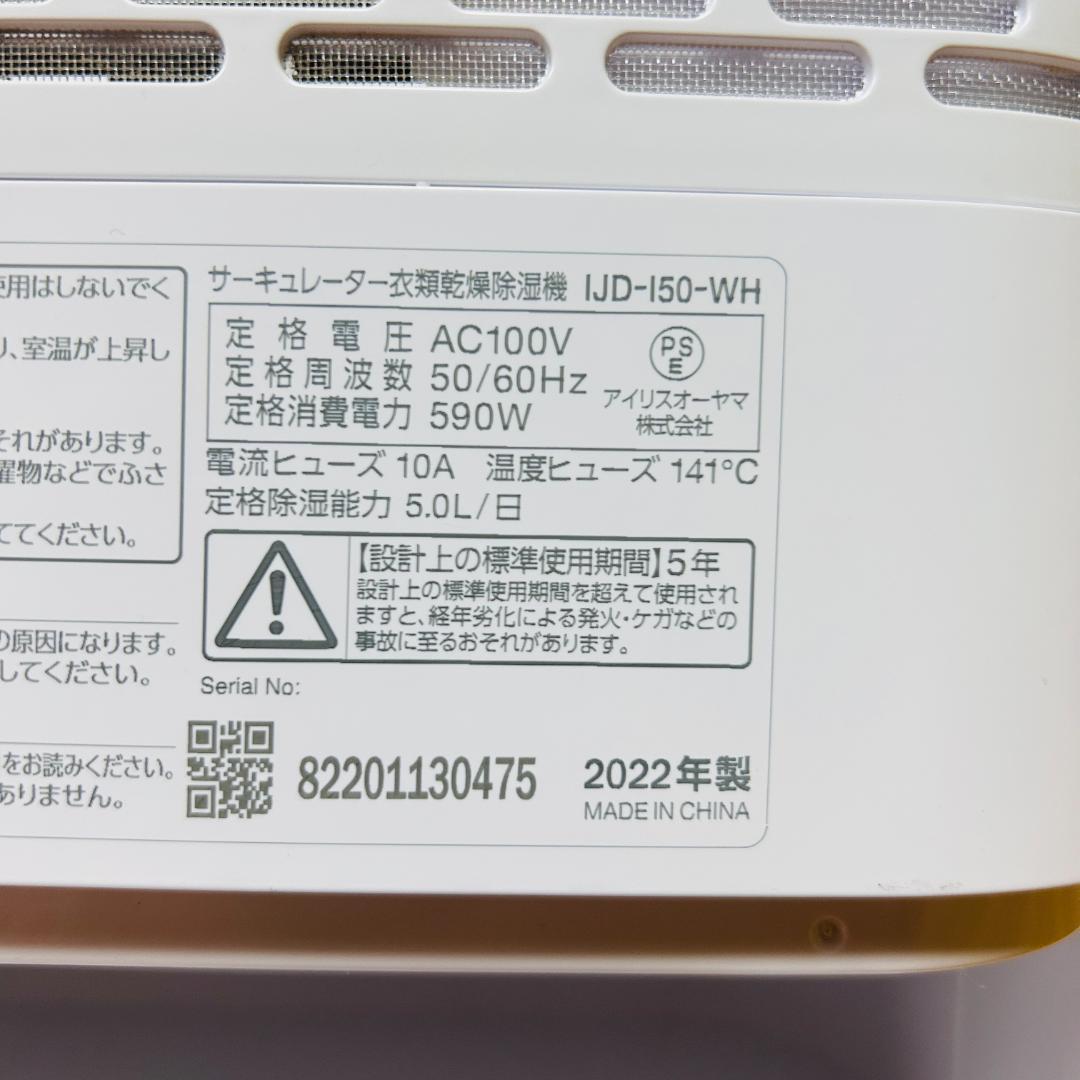 使用はしないでく
り、室温が上昇し
それがあります。
濯物などでふさ
ててください。
の原因になります。
してください。
をお読みください。
ありません。
サーキュレーター衣類乾燥除湿機 IJD-I50-WH
定格電圧 AC100V
定格周波数 50/60Hz
定格消費電力 590W
PSE
アイリスオーヤマ
株式会社
電流ヒューズ 10A 温度ヒューズ 141°C
定格除湿能力 5.0L/日
【設計上の標準使用期間】5年
設計上の標準使用期間を超えて使用され
ますと、経年劣化による発火・ケガなどの
事故に至るおそれがあります。
Serial No:
82201130475
2022年製
MADE IN CHINA